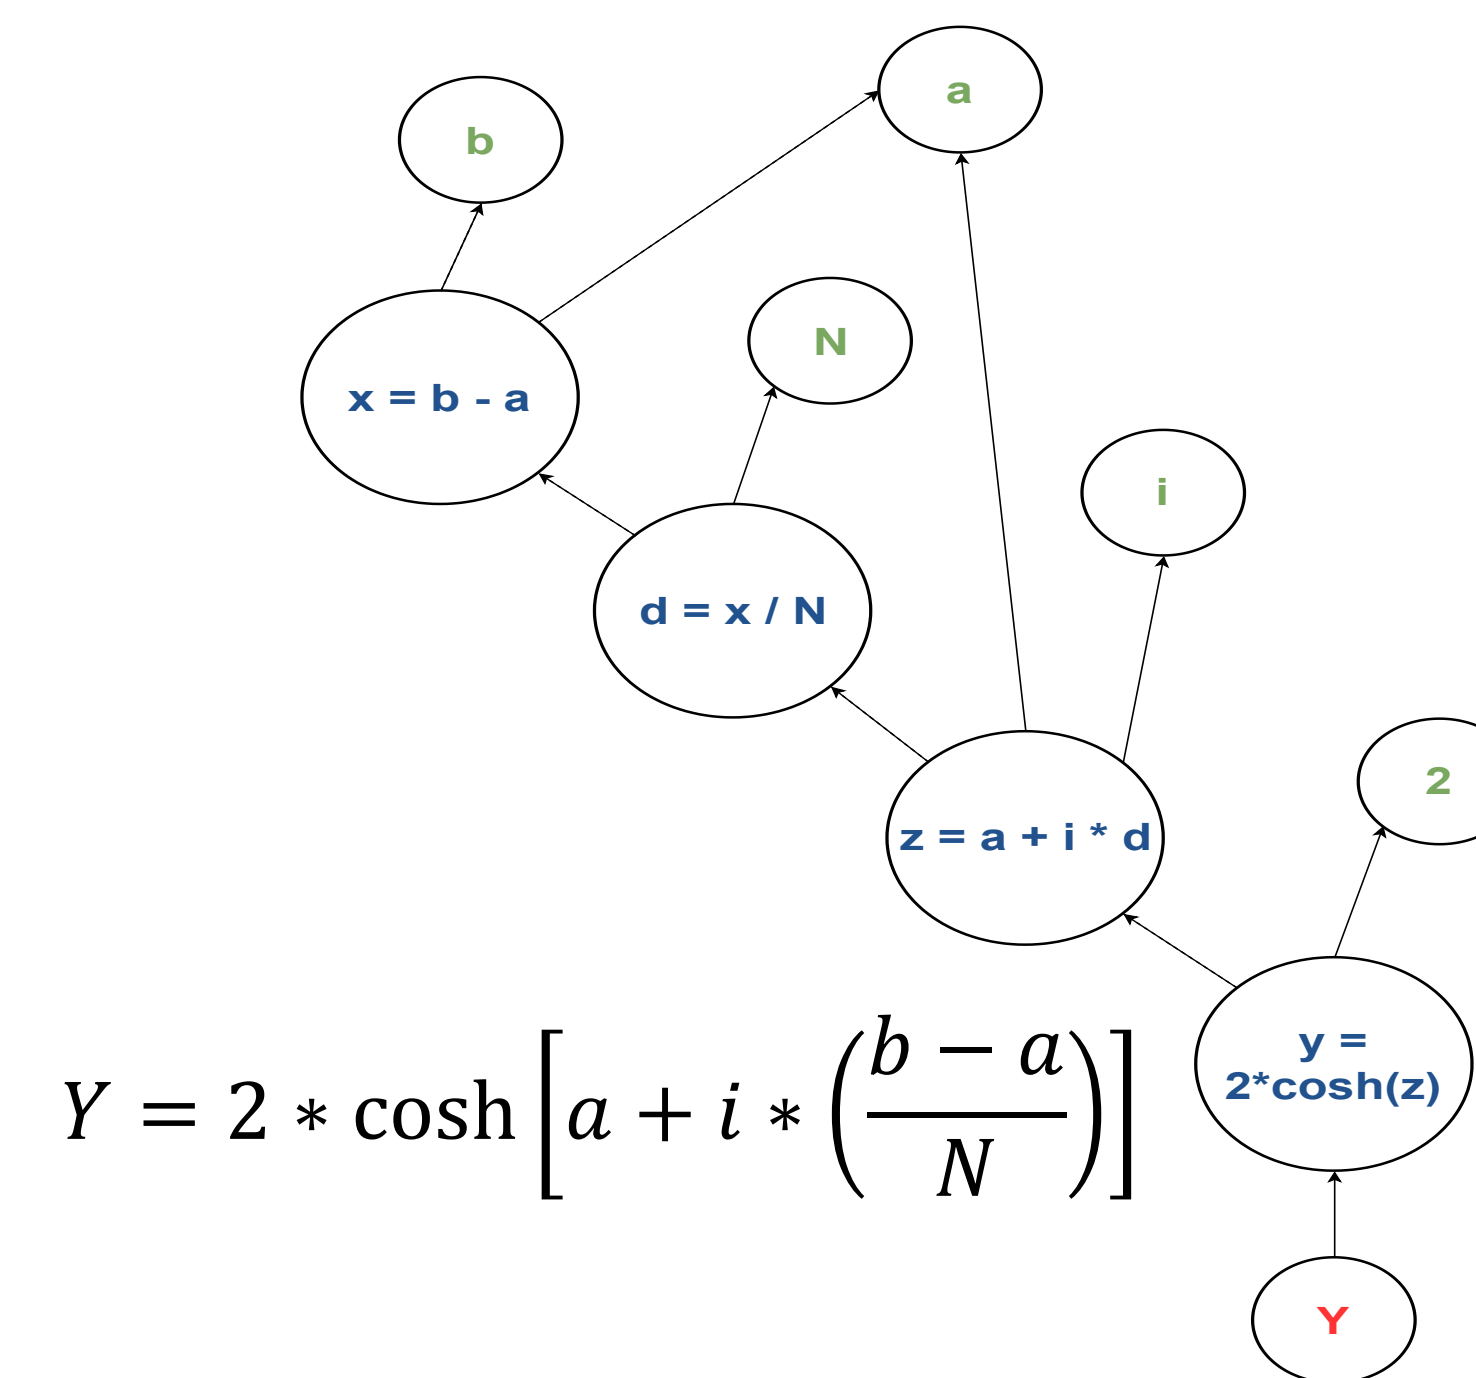 a
b
N
x = b - a
i
d = x / N
2
z = a + i * d
y =
2*cosh(z)
Y = 2 * cosh [a + i * ((b − a)/N)]
Y